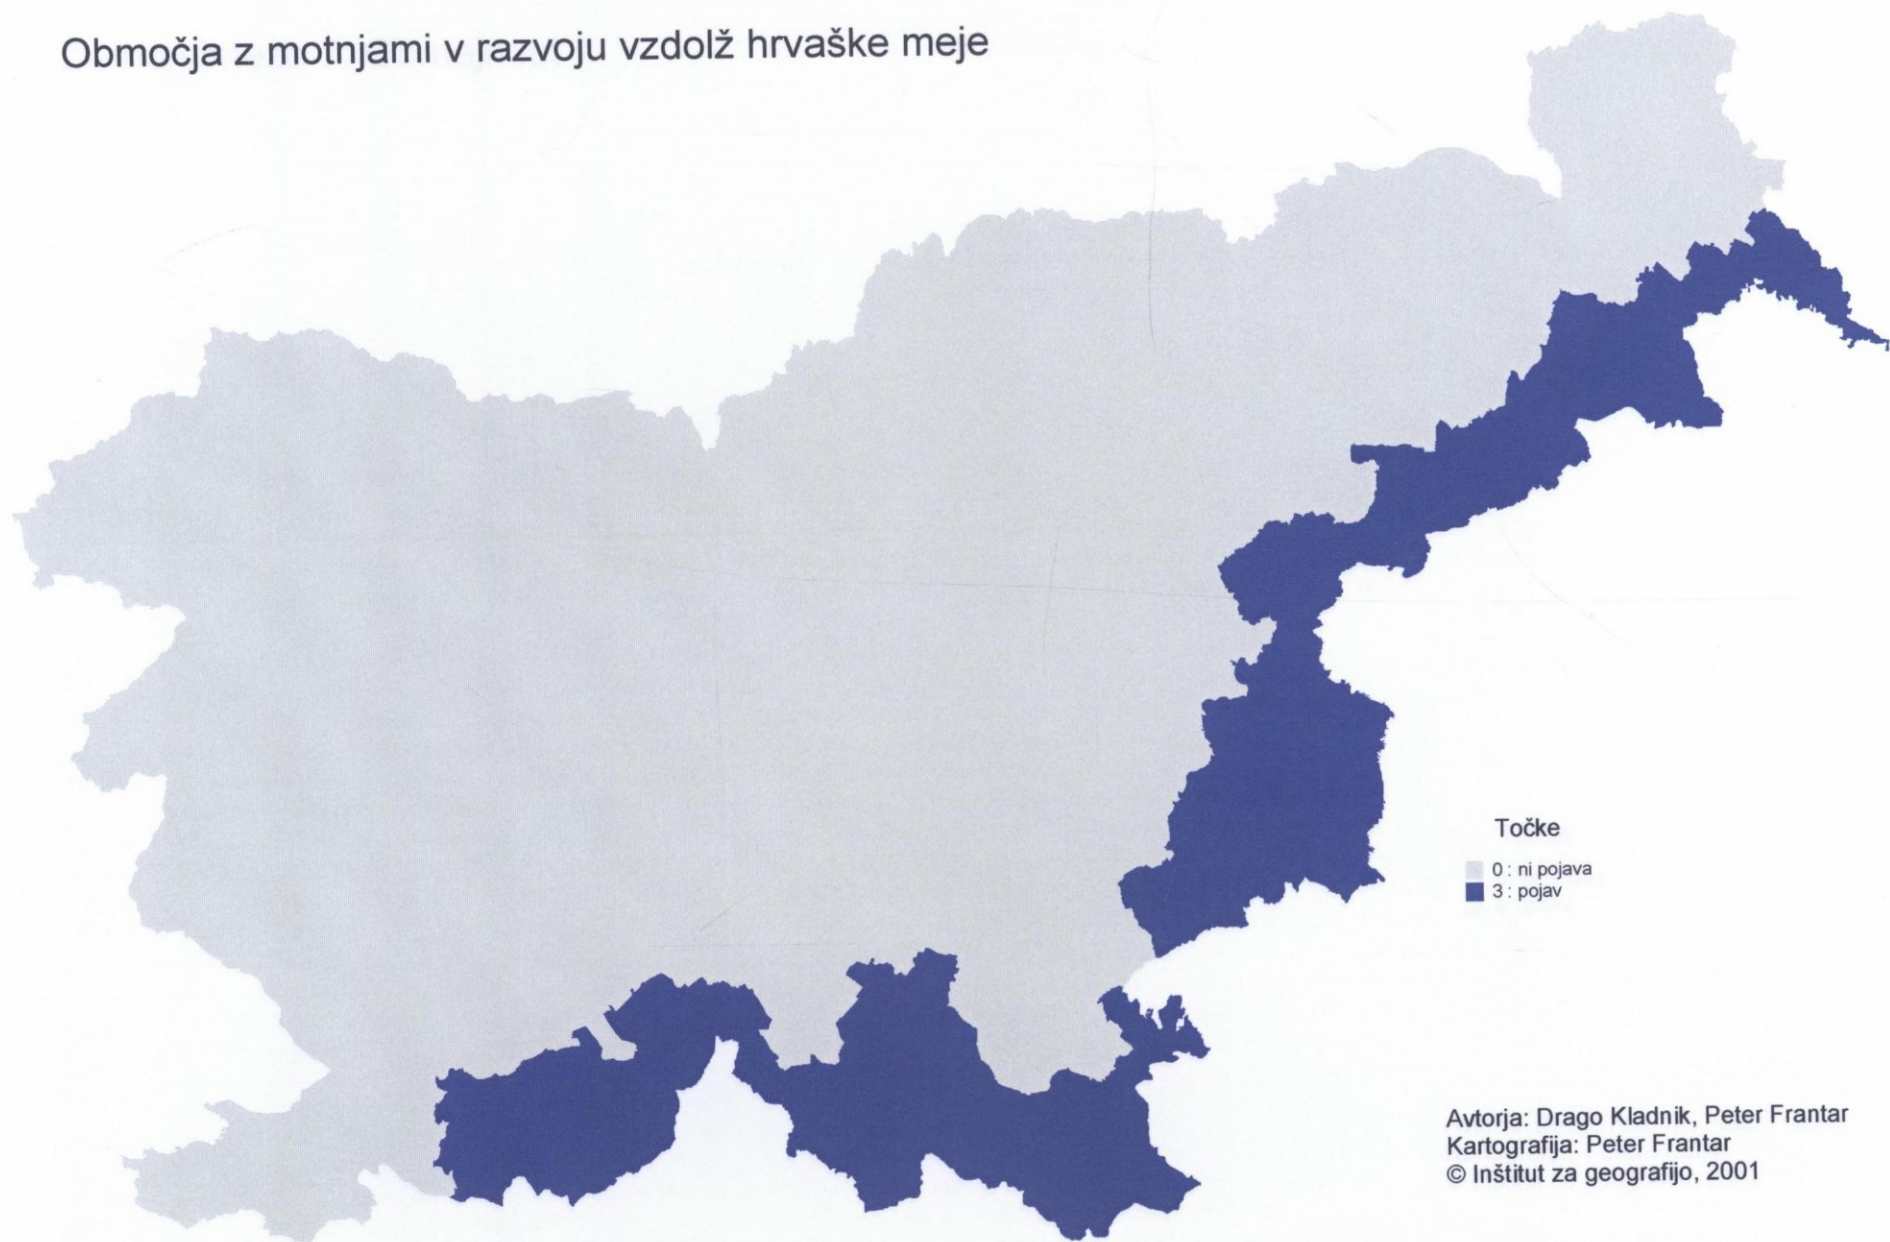 Območja z motnjami v razvoju vzdolž hrvaške meje
Točke
0 : ni pojava
3 : pojav
Avtorja: Drago Kladnik, Peter Frantar
Kartografija: Peter Frantar
© Inštitut za geografijo, 2001